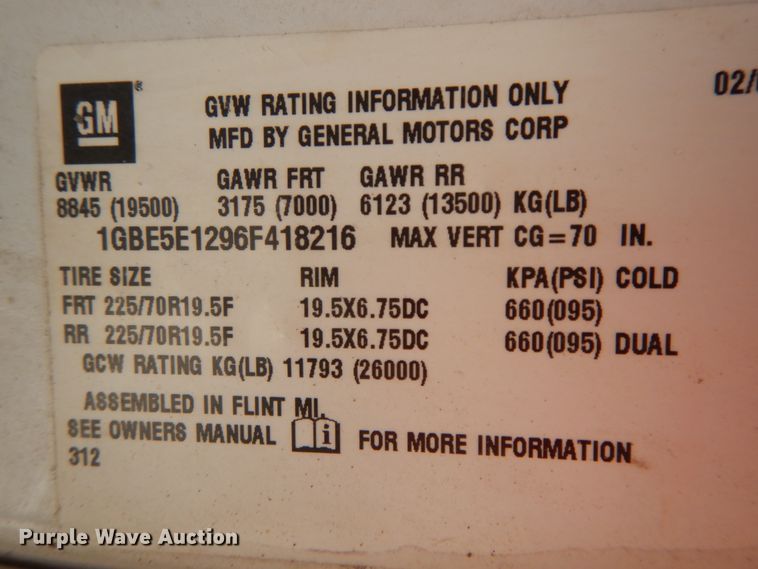 GM®
GVW RATING INFORMATION ONLY
MFD BY GENERAL MOTORS CORP
GVWR GAWR FRT GAWR RR
8845 (19500) 3175 (7000) 6123 (13500) KG(LB)
1GBE5E1296F418216 MAX VERT CG=70 IN.
TIRE SIZE RIM KPA(PSI) COLD
FRT 225/70R19.5F 19.5X6.75DC 660(095)
RR 225/70R19.5F 19.5X6.75DC 660(095) DUAL
GCW RATING KG(LB) 11793 (26000)
ASSEMBLED IN FLINT MI.
SEE OWNERS MANUAL i FOR MORE INFORMATION
312
Purple Wave Auction